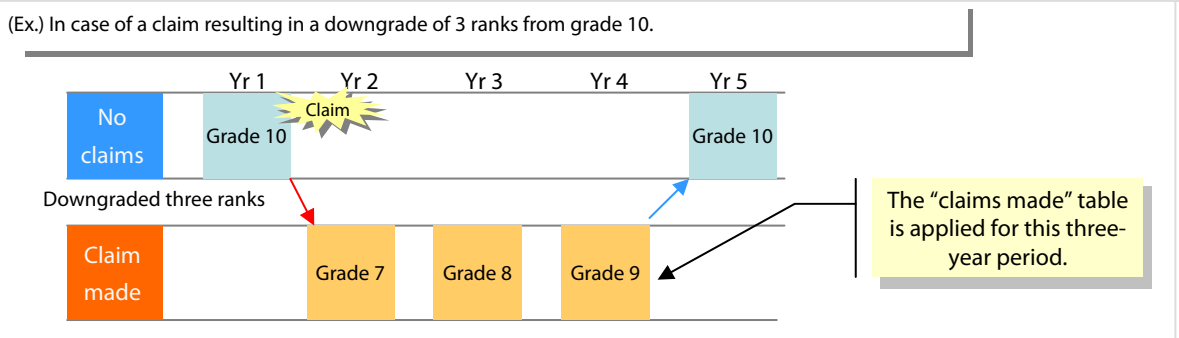 (Ex.) In case of a claim resulting in a downgrade of 3 ranks from grade 10.
Yr 1
Yr 2
Yr 3
Yr 4
Yr 5
No
claims
Grade 10
Claim
Grade 10
Downgraded three ranks
The “claims made” table
is applied for this three-
year period.
Claim
made
Grade 7
Grade 8
Grade 9